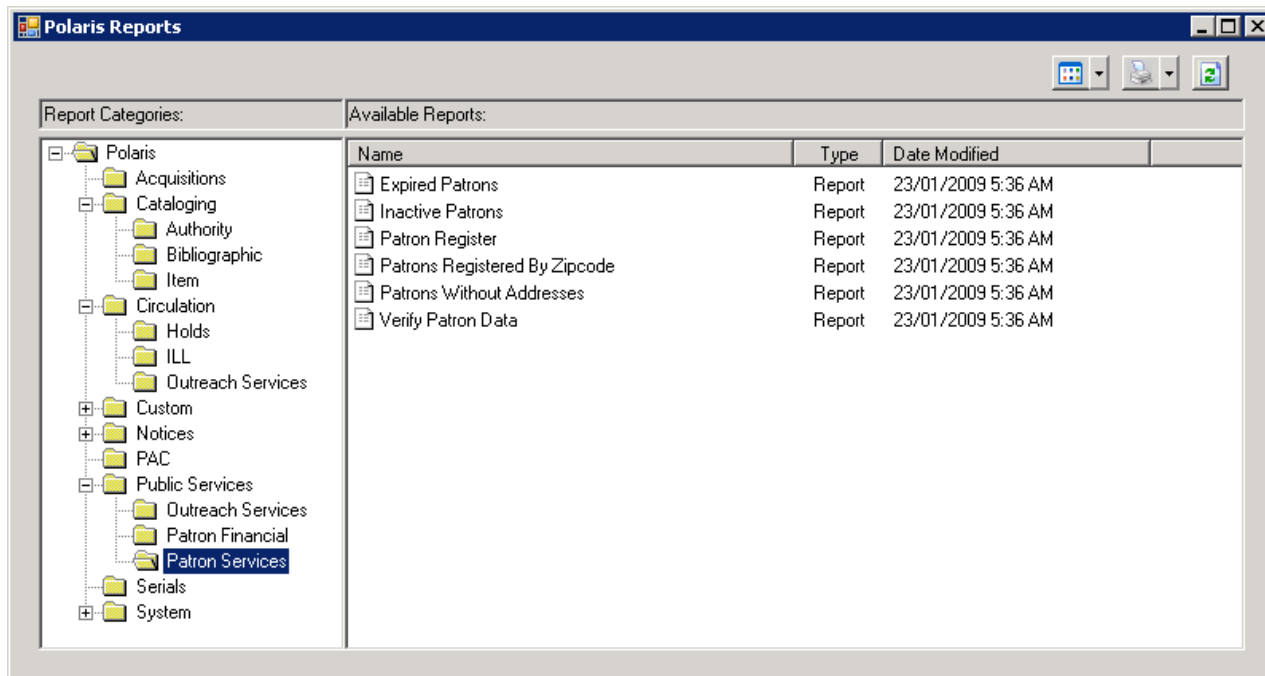 Polaris Reports
Report Categories:
Available Reports:
Polaris
Acquisitions
Cataloging
Authority
Bibliographic
Item
Circulation
Holds
ILL
Outreach Services
Custom
Notices
PAC
Public Services
Outreach Services
Patron Financial
Patron Services
Serials
System
Name Type Date Modified
Expired Patrons Report 23/01/2009 5:36 AM
Inactive Patrons Report 23/01/2009 5:36 AM
Patron Register Report 23/01/2009 5:36 AM
Patrons Registered By Zipcode Report 23/01/2009 5:36 AM
Patrons Without Addresses Report 23/01/2009 5:36 AM
Verify Patron Data Report 23/01/2009 5:36 AM